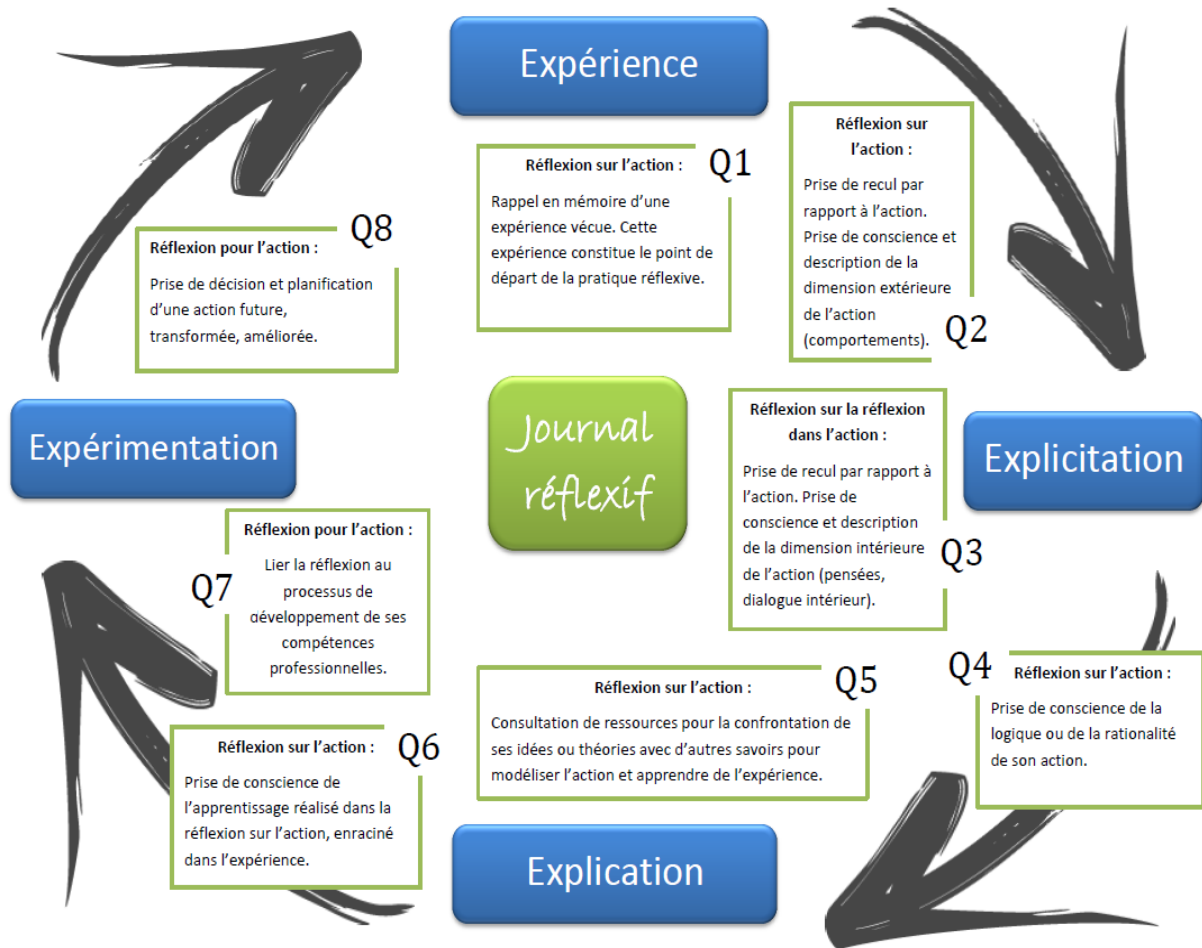 Expérience
Réflexion sur l'action :
Q1
Rappel en mémoire d'une
expérience vécue. Cette
expérience constitue le point de
départ de la pratique réflexive.
Réflexion sur
l'action :
Prise de recul par
rapport à l'action.
Prise de conscience et
description de la
dimension extérieure
de l'action
(comportements).
Q2
Journal
réflexif
Réflexion sur la réflexion
dans l'action :
Prise de recul par rapport à
l'action. Prise de
conscience et description
de la dimension intérieure
de l'action (pensées,
dialogue intérieur).
Q3
Explicitation
Q4
Réflexion sur l'action :
Prise de conscience de la
logique ou de la rationalité
de son action.
Réflexion sur l'action :
Q5
Consultation de ressources pour la confrontation de
ses idées ou théories avec d'autres savoirs pour
modéliser l'action et apprendre de l'expérience.
Explication
Réflexion sur l'action :
Q6
Prise de conscience de
l'apprentissage réalisé dans la
réflexion sur l'action, enraciné
dans l'expérience.
Réflexion pour l'action :
Q7
Lier la réflexion au
processus de
développement de ses
compétences
professionnelles.
Expérimentation
Q8
Réflexion pour l'action :
Prise de décision et planification
d'une action future,
transformée, améliorée.